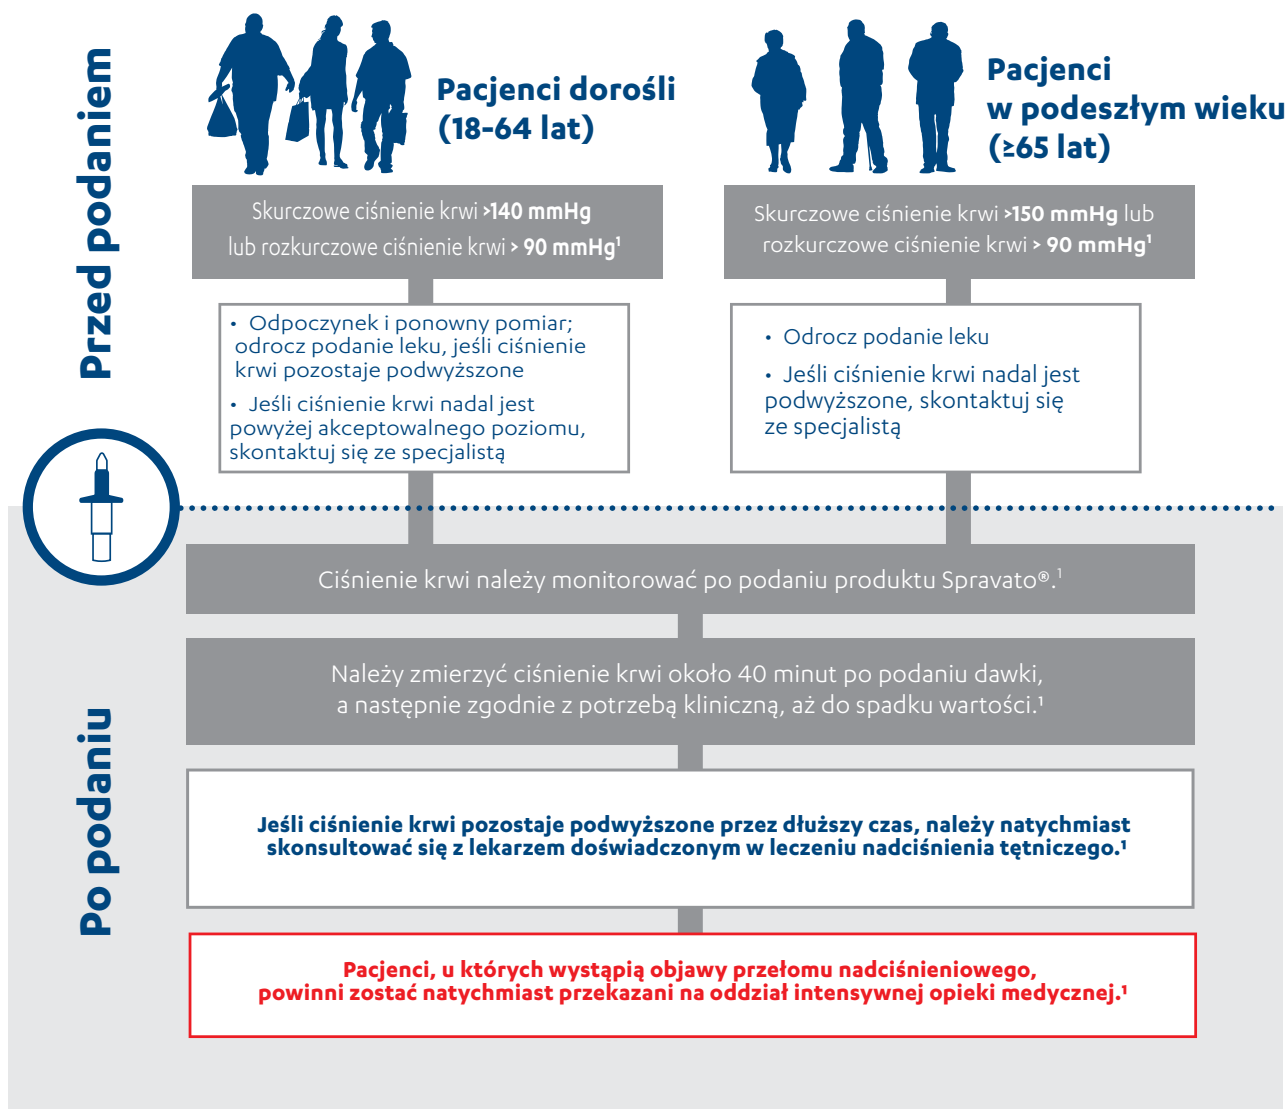 Przed podaniem
Pacjenci dorośli
(18-64 lat)
Skurczowe ciśnienie krwi >140 mmHg
lub rozkurczowe ciśnienie krwi > 90 mmHg¹
• Odpoczynek i ponowny pomiar;
odrocz podanie leku, jeśli ciśnienie
krwi pozostaje podwyższone
• Jeśli ciśnienie krwi nadal jest
powyżej akceptowalnego poziomu,
skontaktuj się ze specjalistą
Pacjenci
w podeszłym wieku
(≥65 lat)
Skurczowe ciśnienie krwi >150 mmHg lub
rozkurczowe ciśnienie krwi > 90 mmHg¹
• Odrocz podanie leku
• Jeśli ciśnienie krwi nadal jest
podwyższone, skontaktuj się
ze specjalistą
Po podaniu
Ciśnienie krwi należy monitorować po podaniu produktu Spravato®.¹
Należy zmierzyć ciśnienie krwi około 40 minut po podaniu dawki,
a następnie zgodnie z potrzebą kliniczną, aż do spadku wartości.¹
Jeśli ciśnienie krwi pozostaje podwyższone przez dłuższy czas, należy natychmiast
skonsultować się z lekarzem doświadczonym w leczeniu nadciśnienia tętniczego.¹
Pacjenci, u których wystąpią objawy przełomu nadciśnieniowego,
powinni zostać natychmiast przekazani na oddział intensywnej opieki medycznej.¹